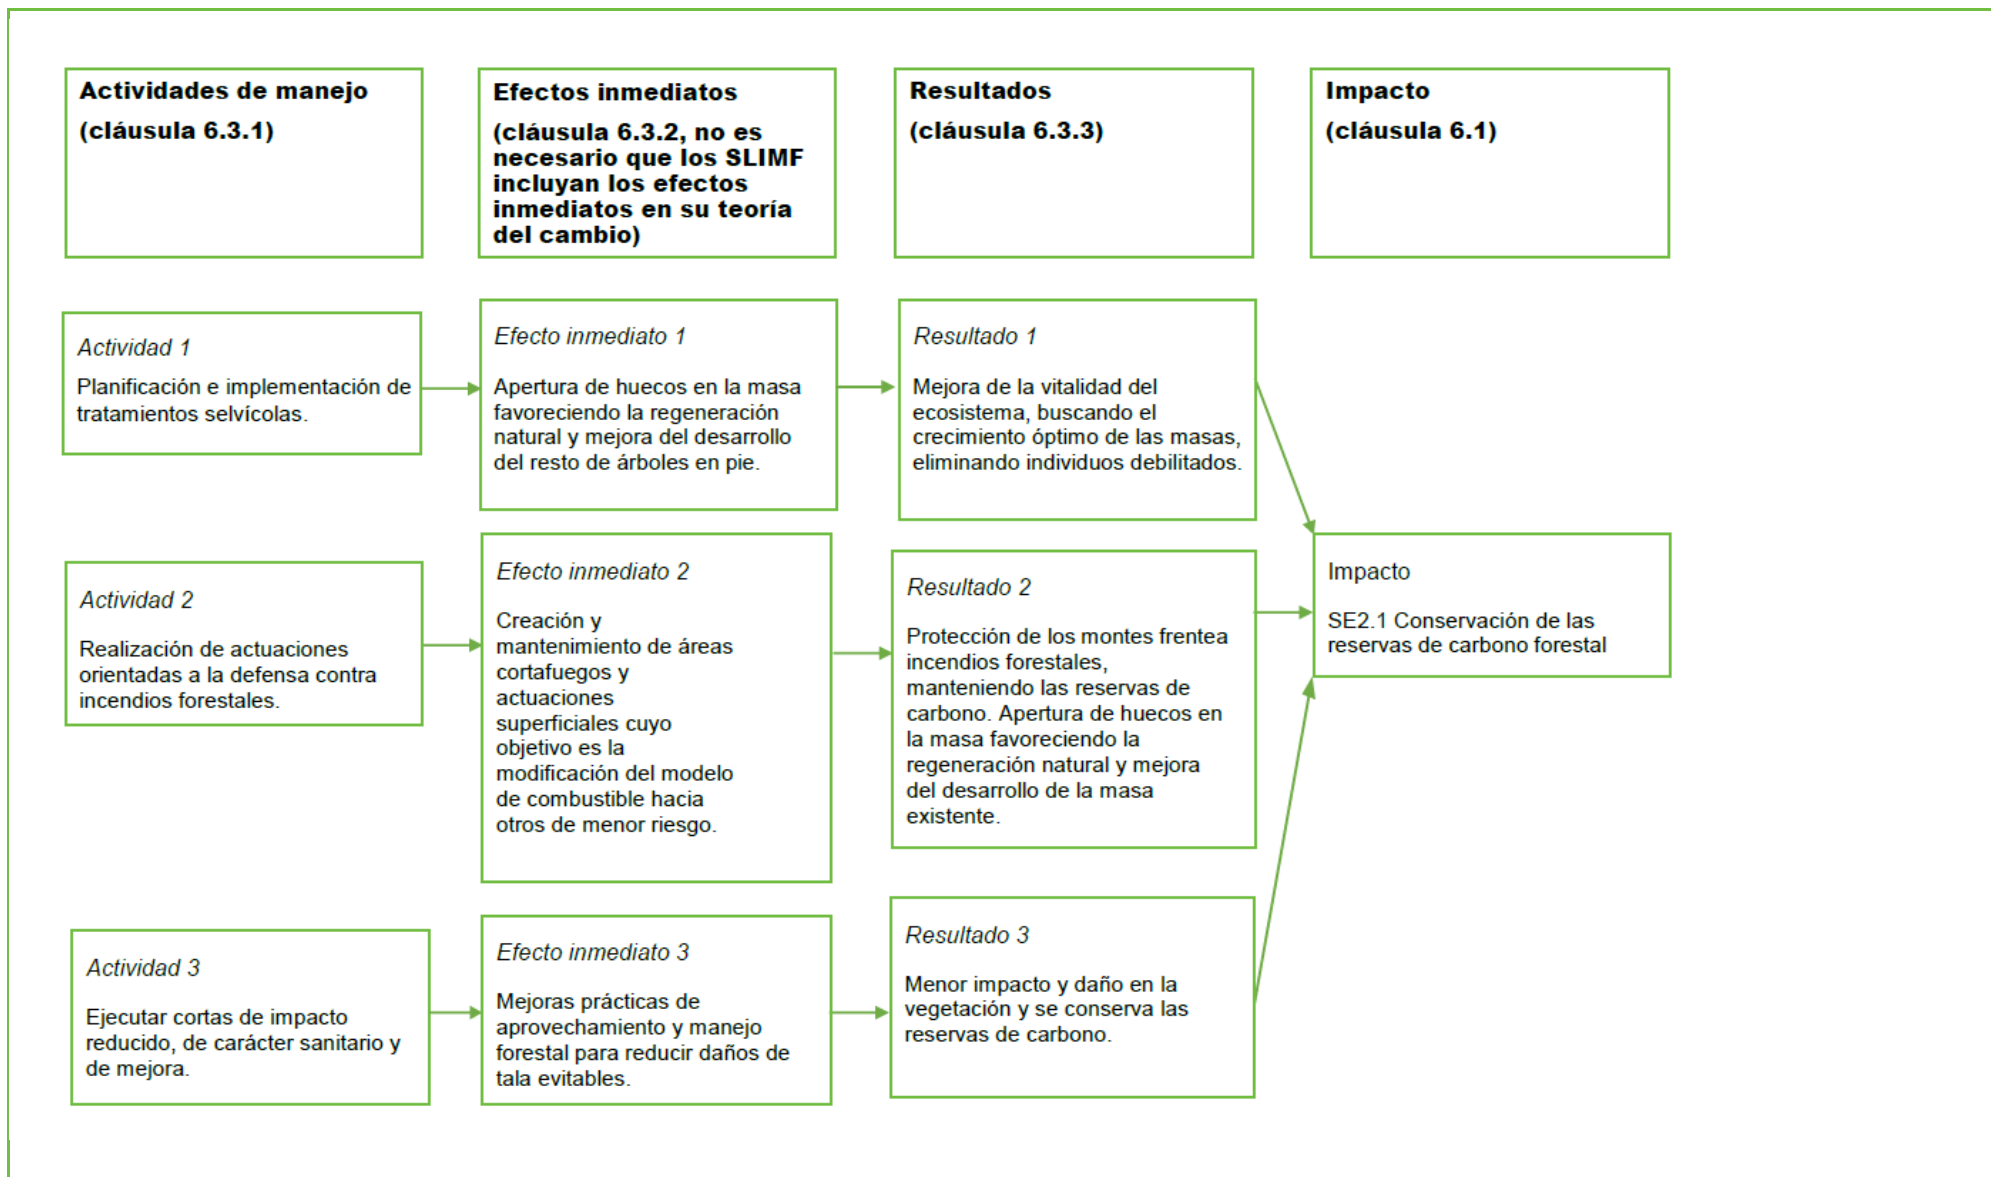 Actividades de manejo
(cláusula 6.3.1)
Efectos inmediatos
(cláusula 6.3.2, no es
necesario que los SLIMF
incluyan los efectos
inmediatos en su teoría
del cambio)
Resultados
(cláusula 6.3.3)
Impacto
(cláusula 6.1)
Actividad 1
Planificación e implementación de
tratamientos selvícolas.
Efecto inmediato 1
Apertura de huecos en la masa
favoreciendo la regeneración
natural y mejora del desarrollo
del resto de árboles en pie.
Resultado 1
Mejora de la vitalidad del
ecosistema, buscando el
crecimiento óptimo de las masas,
eliminando individuos debilitados.
Actividad 2
Realización de actuaciones
orientadas a la defensa contra
incendios forestales.
Efecto inmediato 2
Creación y
mantenimiento de áreas
cortafuegos y
actuaciones
superficiales cuyo
objetivo es la
modificación del modelo
de combustible hacia
otros de menor riesgo.
Resultado 2
Protección de los montes frentea
incendios forestales,
manteniendo las reservas de
carbono. Apertura de huecos en
la masa favoreciendo la
regeneración natural y mejora
del desarrollo de la masa
existente.
Impacto
SE2.1 Conservación de las
reservas de carbono forestal
Actividad 3
Ejecutar cortas de impacto
reducido, de carácter sanitario y
de mejora.
Efecto inmediato 3
Mejoras prácticas de
aprovechamiento y manejo
forestal para reducir daños de
tala evitables.
Resultado 3
Menor impacto y daño en la
vegetación y se conserva las
reservas de carbono.